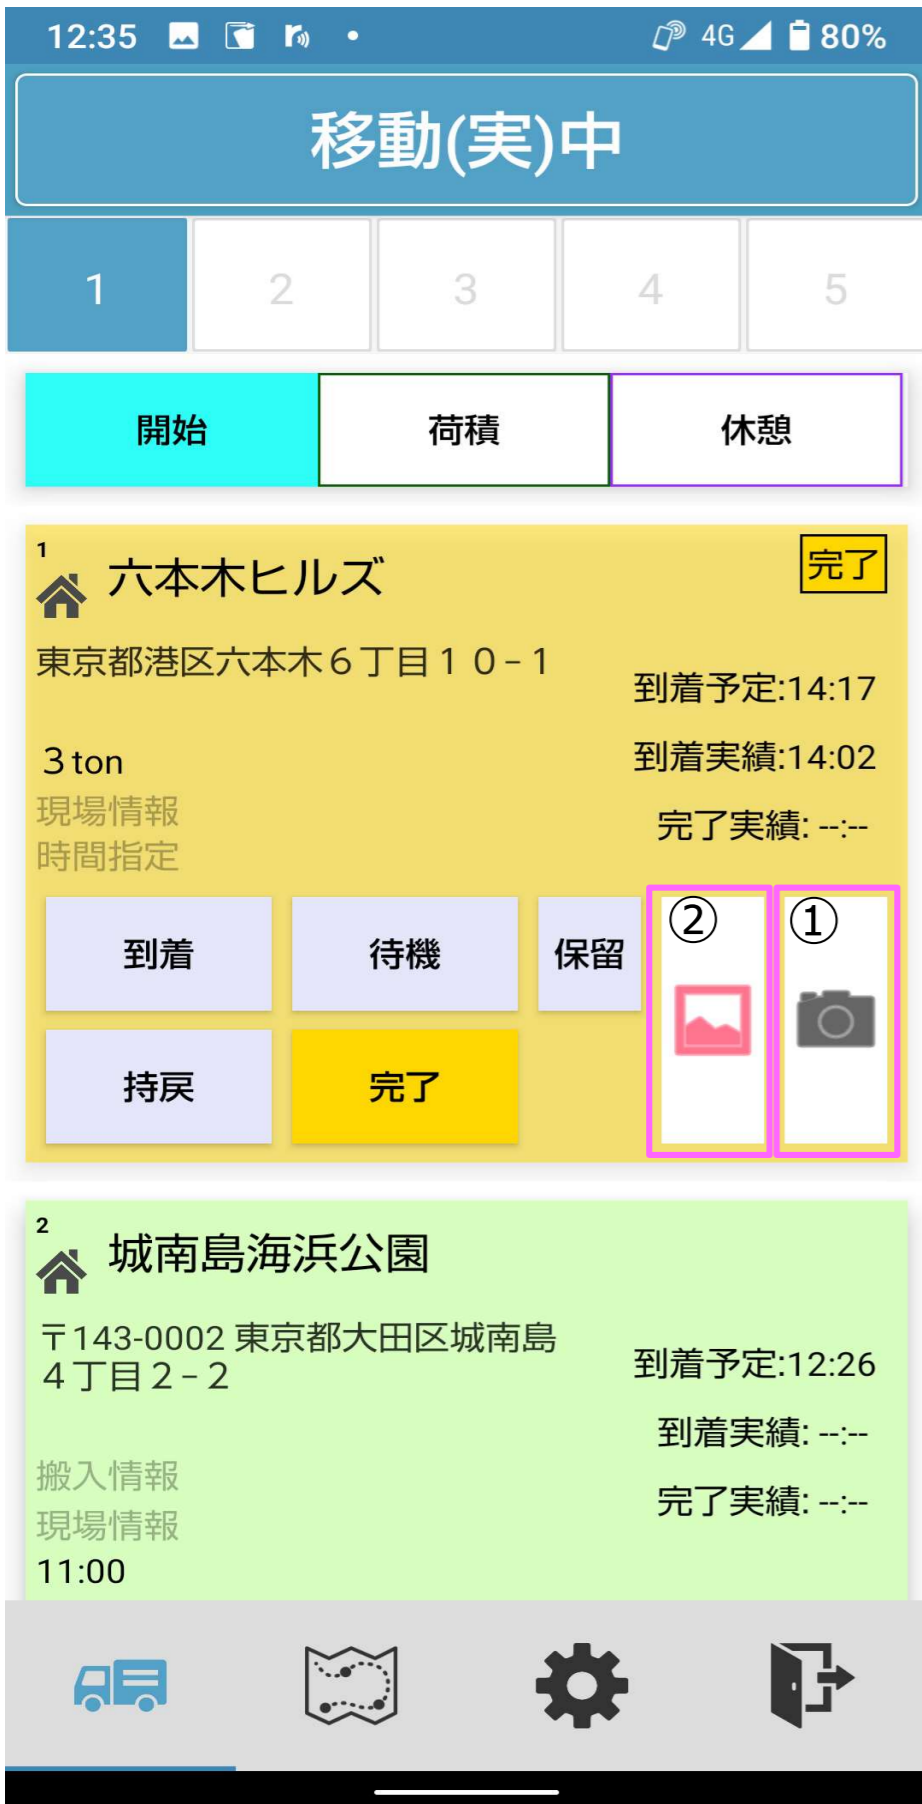 12:35 4G 80%
移動(実)中
1 2 3 4 5
開始 荷積 休憩
1
六本木ヒルズ 完了
東京都港区六本木６丁目１０−１
到着予定:14:17
３ton
到着実績:14:02
現場情報
完了実績: --:--
時間指定
到着 待機 保留 ② ①
持戻 完了
2
城南島海浜公園
〒143-0002 東京都大田区城南島
４丁目２−２
到着予定:12:26
到着実績: --:--
搬入情報
完了実績: --:--
現場情報
11:00